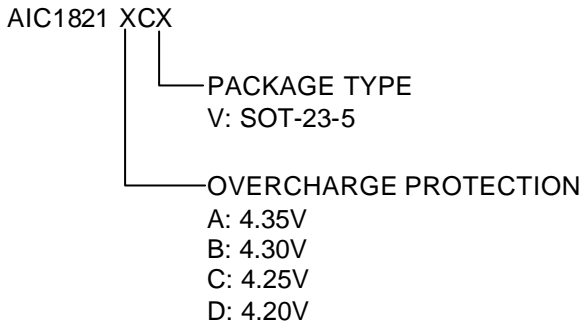 AIC1821 XCX
PACKAGE TYPE
V: SOT-23-5
OVERCHARGE PROTECTION
A: 4.35V
B: 4.30V
C: 4.25V
D: 4.20V